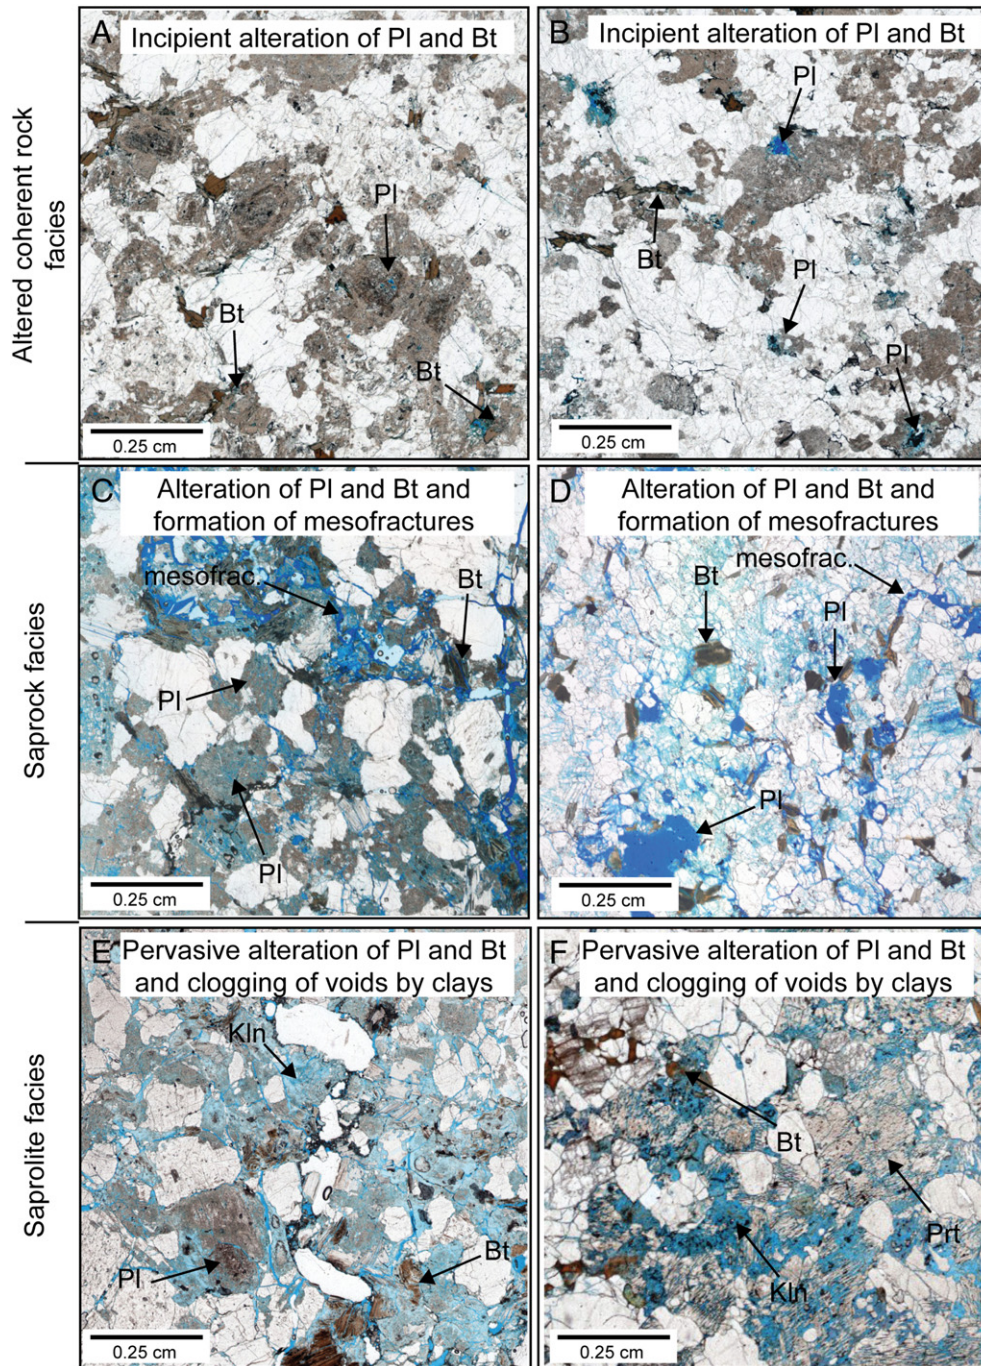 Altered coherent rock
facies
A
Incipient alteration of Pl and Bt
Pl
Bt
Bt
0.25 cm
B
Incipient alteration of Pl and Bt
Pl
Bt
Pl
Pl
0.25 cm
Saprock facies
C
Alteration of Pl and Bt and
formation of mesofractures
mesofrac.
Bt
Pl
Pl
0.25 cm
D
Alteration of Pl and Bt and
formation of mesofractures
mesofrac.
Bt
Pl
Pl
0.25 cm
Saprolite facies
E
Pervasive alteration of Pl and Bt
and clogging of voids by clays
Kln
Pl
Bt
0.25 cm
F
Pervasive alteration of Pl and Bt
and clogging of voids by clays
Bt
Prt
Kln
0.25 cm